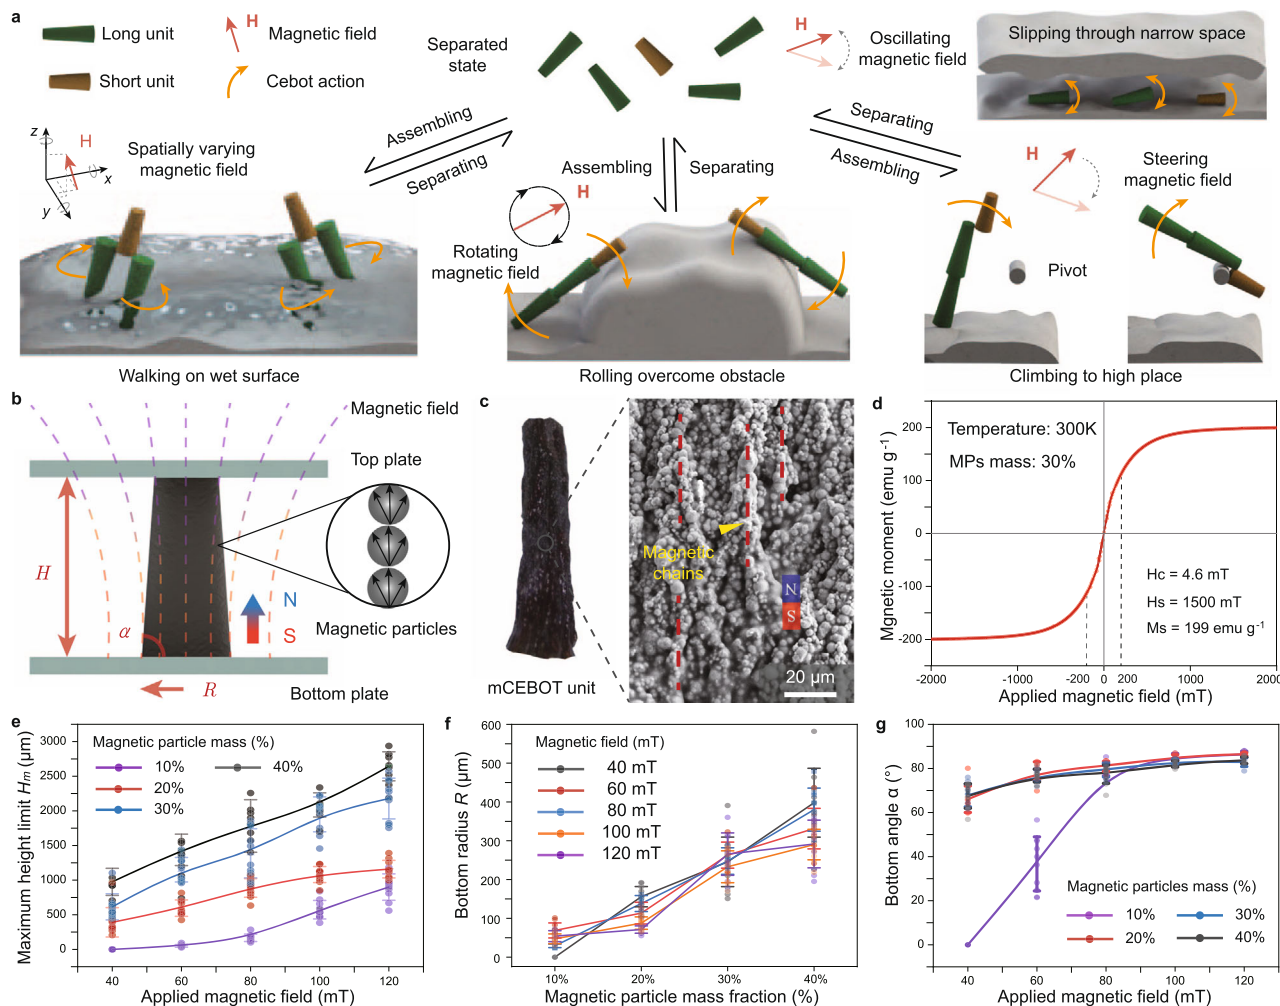 a
Long unit
H
Magnetic field
Short unit
Cebot action
Separated
state
H
Oscillating
magnetic field
Slipping through narrow space
Assembling
Separating
Assembling
Separating
Separating
Assembling
z
H
x
y
Spatially varying
magnetic field
H
Rotating
magnetic field
H
Steering
magnetic field
Pivot
Walking on wet surface
Rolling overcome obstacle
Climbing to high place
b
Magnetic field
Top plate
H
α
N
S
R
Magnetic particles
Bottom plate
c
Magnetic
chains
N
S
20 µm
mCEBOT unit
d
Temperature: 300K
MPs mass: 30%
Hc = 4.6 mT
Hs = 1500 mT
Ms = 199 emu g-1
Mgnetic moment (emu g-1)
200
100
0
-100
-200
-2000
-1000
-200
0
200
1000
2000
Applied magnetic field (mT)
e
Magnetic particle mass (%)
10%
40%
20%
30%
Maximum height limit Hm (µm)
3000
2500
2000
1500
1000
500
0
40
60
80
100
120
Applied magnetic field (mT)
f
Magnetic field (mT)
40 mT
60 mT
80 mT
100 mT
120 mT
Bottom radius R (µm)
600
500
400
300
200
100
0
10%
20%
30%
40%
Magnetic particle mass fraction (%)
g
Magnetic particles mass (%)
10%
30%
20%
40%
Bottom angle α (°)
100
80
60
40
20
0
40
60
80
100
120
Applied magnetic field (mT)